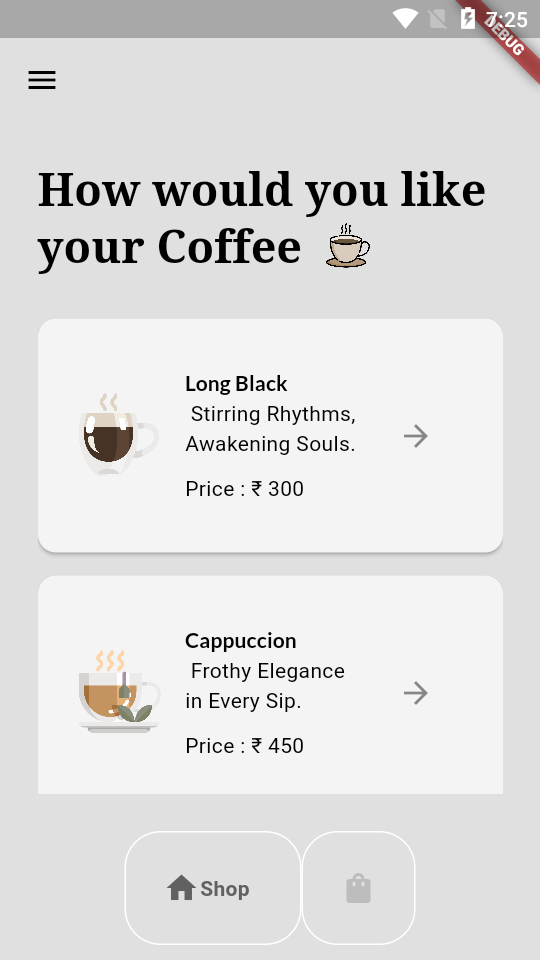 7:25
DEBUG
How would you like
your Coffee
Long Black
Stirring Rhythms,
Awakening Souls.
Price : ₹ 300
Cappuccion
Frothy Elegance
in Every Sip.
Price : ₹ 450
Shop